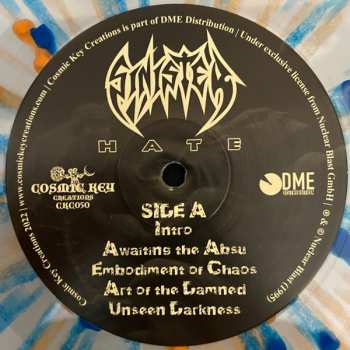 Cosmic Key Creations 2022 | www.cosmickeycreations.com | Cosmic Key Creations is part of DME Distribution | Under exclusive license from Nuclear Blast GmbH | ℗ & © Nuclear Blast (1995)
SINISTER
HATE
COSMIC KEY
CREATIONS
CKC050
DME
SIDE A
Intro
Awaiting the Absu
Embodiment of Chaos
Art of the Damned
Unseen Darkness